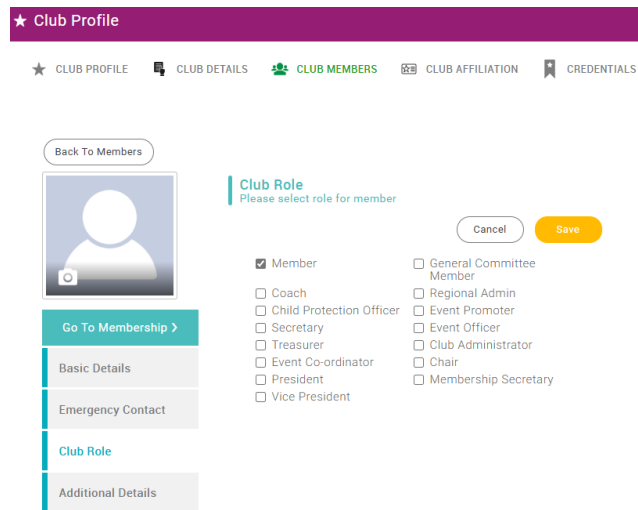 Club Profile
CLUB PROFILE
CLUB DETAILS
CLUB MEMBERS
CLUB AFFILIATION
CREDENTIALS
Back To Members
Go To Membership
Basic Details
Emergency Contact
Club Role
Additional Details
Club Role
Please select role for member
Cancel
Save
Member
General Committee
Member
Coach
Regional Admin
Child Protection Officer
Event Promoter
Secretary
Event Officer
Treasurer
Club Administrator
Event Co-ordinator
Chair
President
Membership Secretary
Vice President